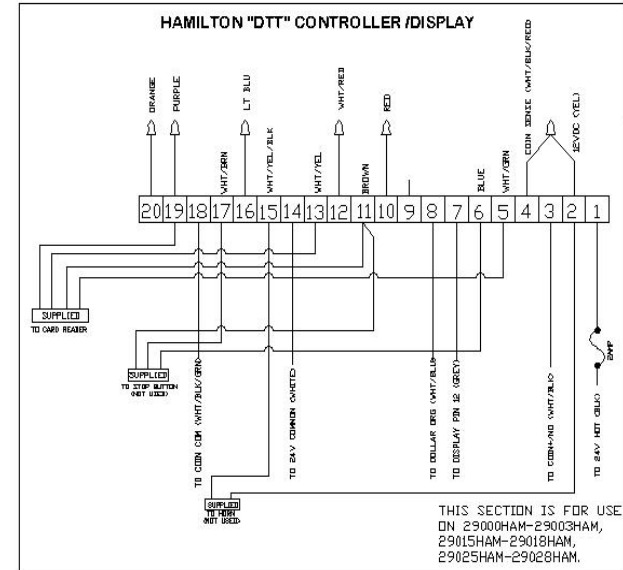 HAMILTON "DTT" CONTROLLER /DISPLAY
ORANGE
PURPLE
WHT/BRN
LT BLU
WHT/YEL/BLK
WHT/YEL
WHT/RED
BROWN
RED
BLUE
WHT/GRN
COIN SENSE (WHT/BLK/RED)
12VDC (YEL)
20 19 18 17 16 15 14 13 12 11 10 9 8 7 6 5 4 3 2 1
SUPPLIED
TO CARD READER
SUPPLIED
TO STOP BUTTON
(NOT USED)
TO COIN COM (WHT/BLK/GRN)
SUPPLIED
TO HORN
(NOT USED)
TO 24V COMMON (WHITE)
TO DOLLAR ORG (WHT/BLU)
TO DISPLAY PIN 12 (GREY)
TO COIN+/NO (WHT/BLK)
2AMP
TO 24V HOT (BLK)
THIS SECTION IS FOR USE
ON 29000HAM-29003HAM,
29015HAM-29018HAM,
29025HAM-29028HAM.